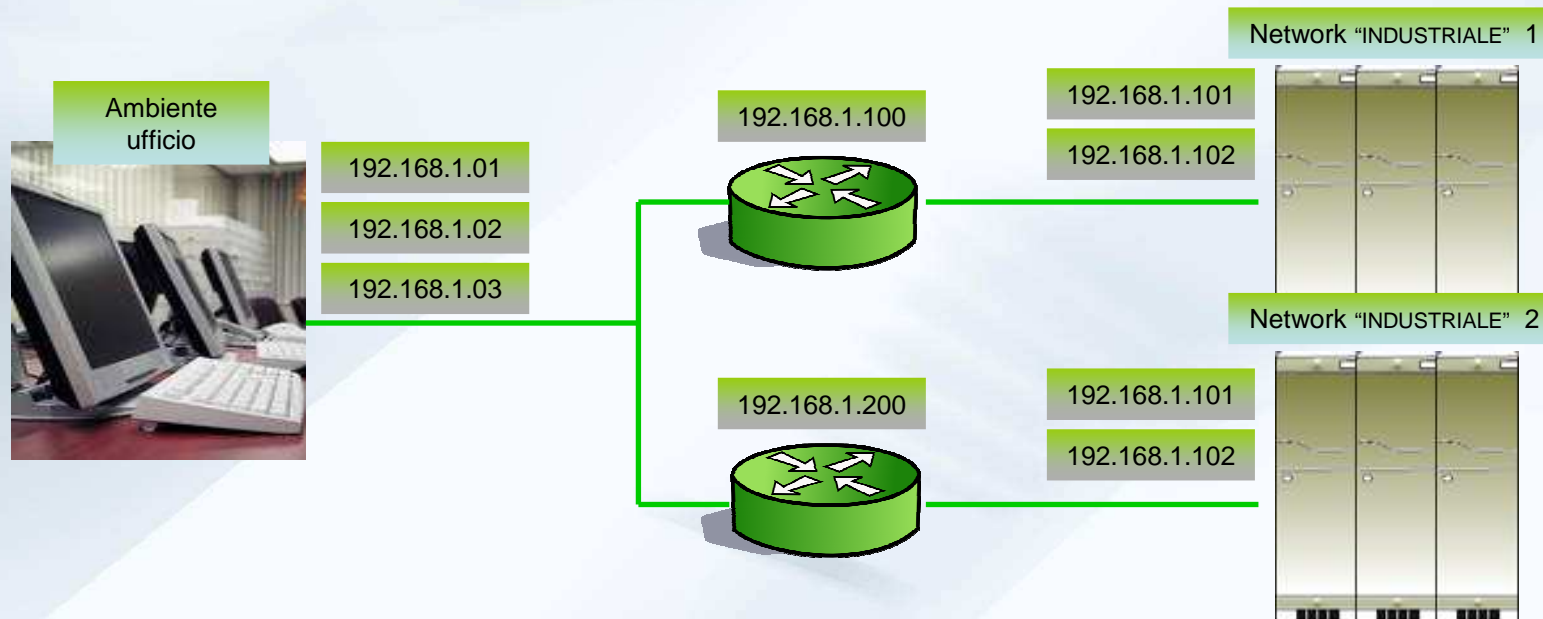 Ambiente
ufficio
192.168.1.01
192.168.1.02
192.168.1.03
192.168.1.100
192.168.1.101
192.168.1.102
Network “INDUSTRIALE” 1
192.168.1.200
192.168.1.101
192.168.1.102
Network “INDUSTRIALE” 2